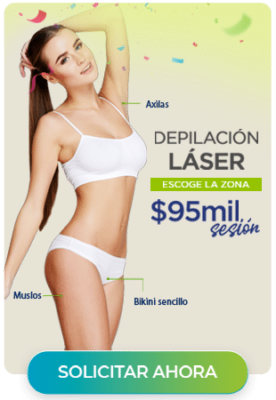 Axilas
DEPILACIÓN
LÁSER
ESCOGE LA ZONA
$95mil
sesión
Muslos
Bikini sencillo
SOLICITAR AHORA